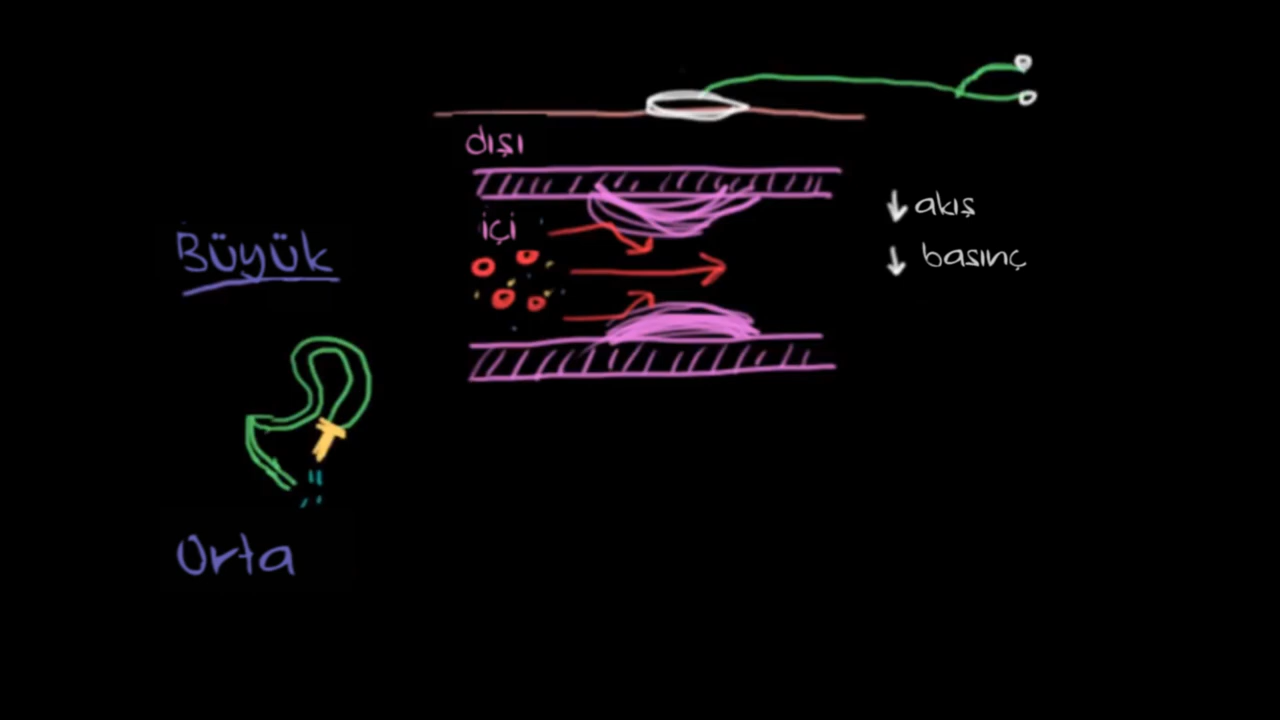 dışı
içi
Büyük
↓ akış
↓ basınç
Orta